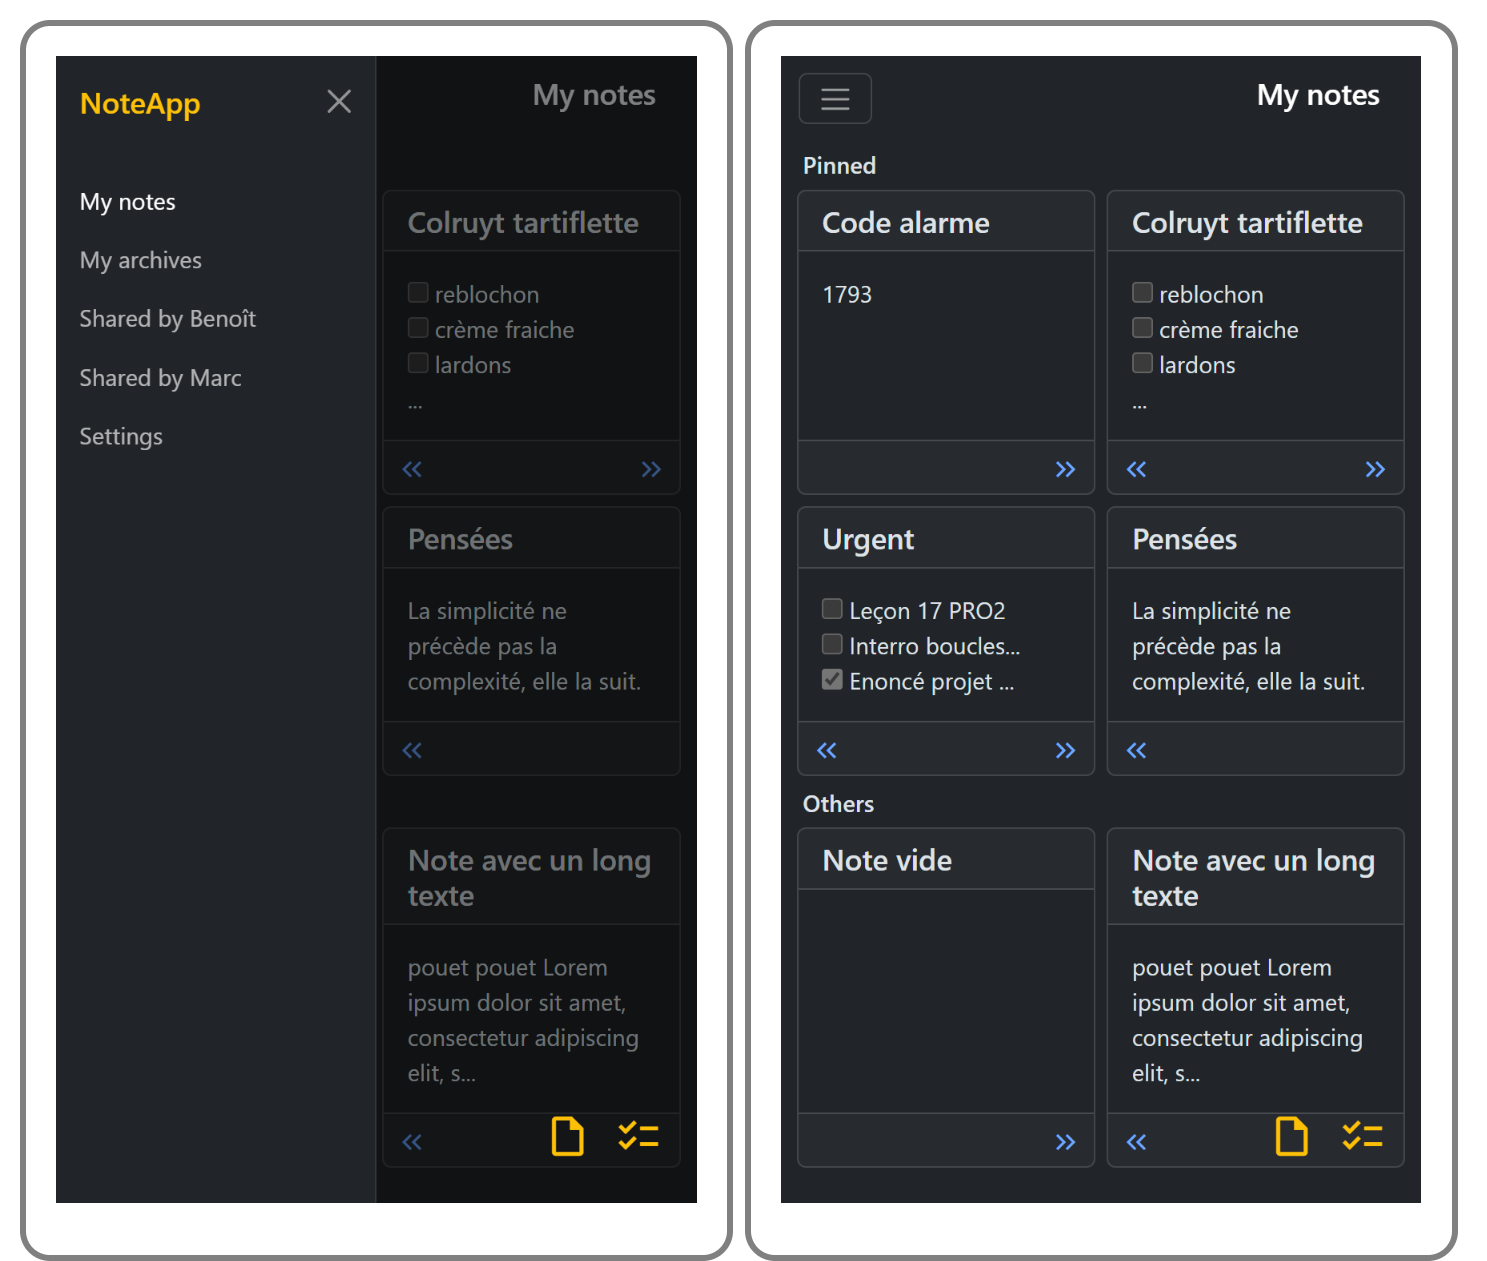 NoteApp
My notes
My archives
Shared by Benoît
Shared by Marc
Settings
My notes
Colruyt tartiflette
reblochon
crème fraiche
lardons
...
«
»
Pensées
La simplicité ne
précède pas la
complexité, elle la suit.
«
Note avec un long
texte
pouet pouet Lorem
ipsum dolor sit amet,
consectetur adipiscing
elit, s...
«
My notes
Pinned
Code alarme
1793
»
Colruyt tartiflette
reblochon
crème fraiche
lardons
...
«
»
Urgent
Leçon 17 PRO2
Interro boucles...
Enoncé projet ...
«
»
Pensées
La simplicité ne
précède pas la
complexité, elle la suit.
«
Others
Note vide
»
Note avec un long
texte
pouet pouet Lorem
ipsum dolor sit amet,
consectetur adipiscing
elit, s...
«